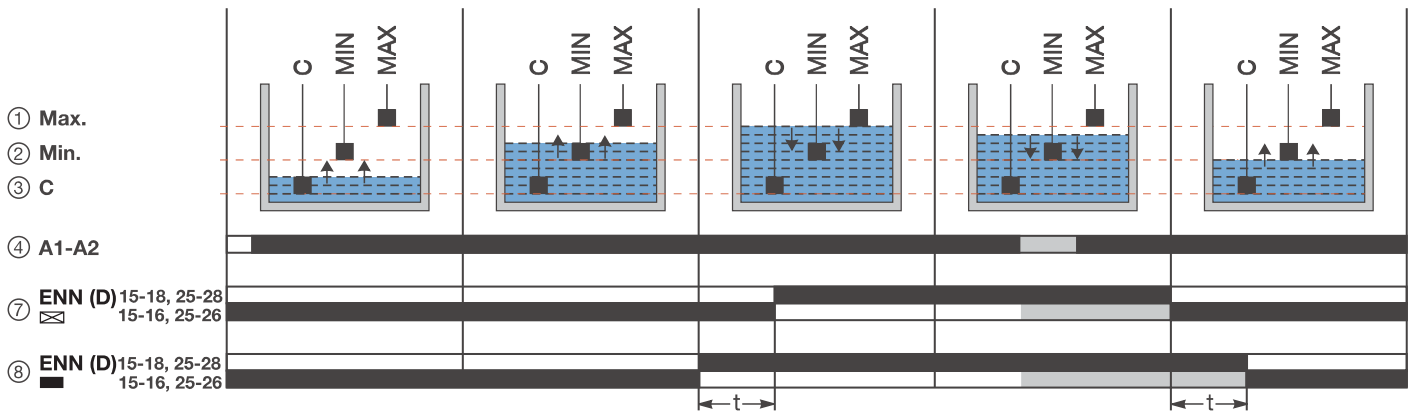 C MIN MAX
C MIN MAX
C MIN MAX
C MIN MAX
C MIN MAX
① Max.
② Min.
③ C
④ A1-A2
⑦ ENN (D) 15-18, 25-28
15-16, 25-26
⑧ ENN (D) 15-18, 25-28
15-16, 25-26
t
t